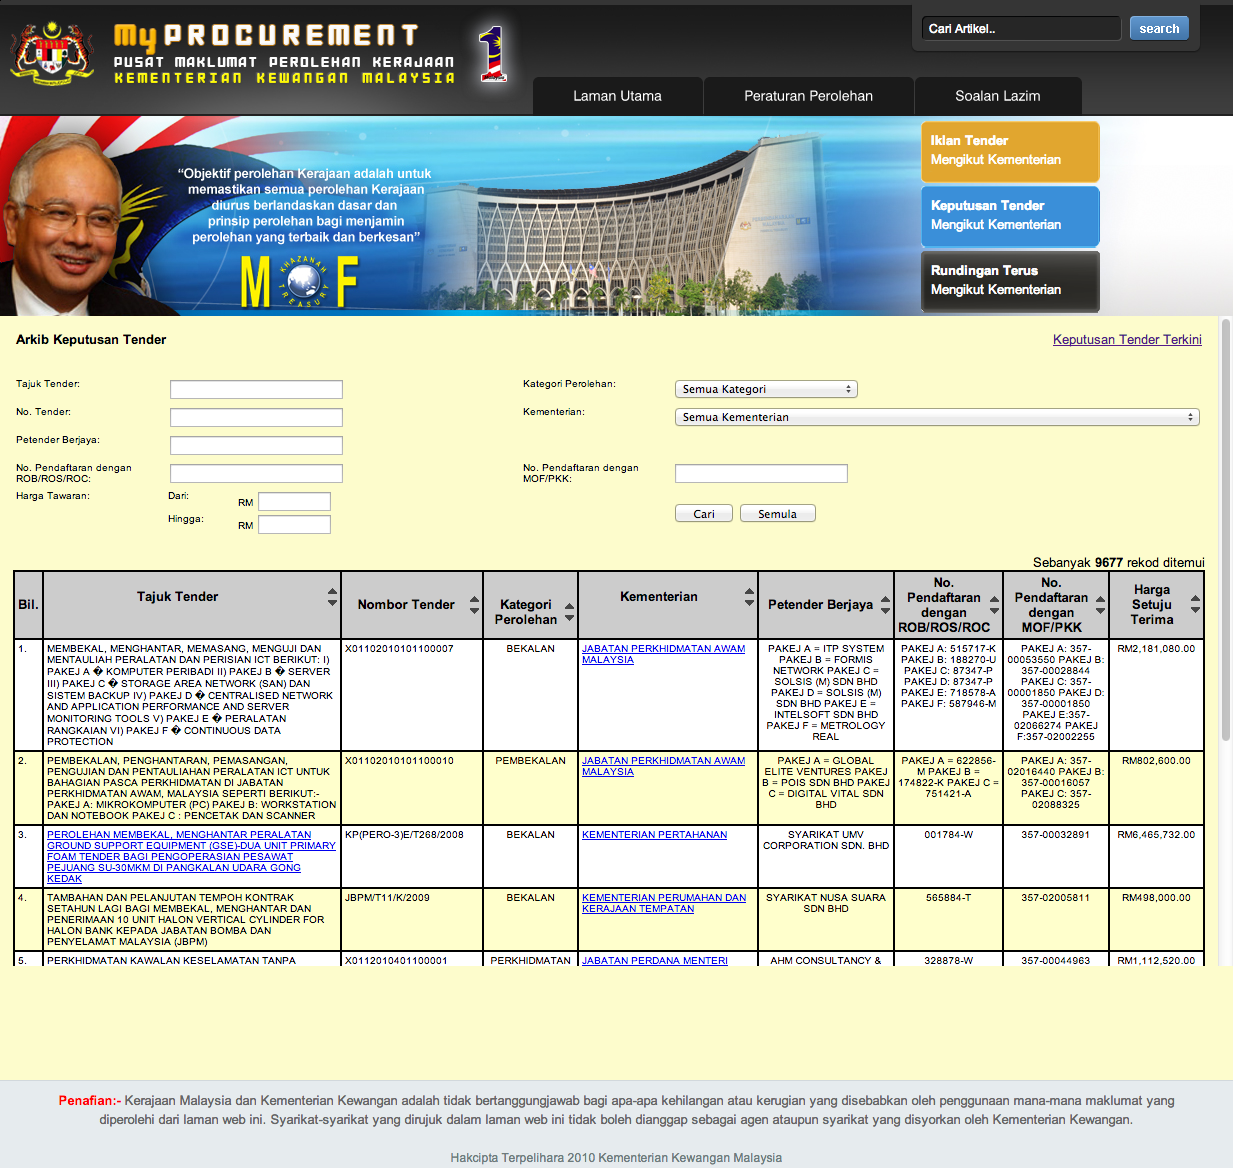 MyPROCUREMENT
PUSAT MAKLUMAT PEROLEHAN KERAJAAN
KEMENTERIAN KEWANGAN MALAYSIA
1
Cari Artikel..
search
Laman Utama
Peraturan Perolehan
Soalan Lazim
“Objektif perolehan Kerajaan adalah untuk
memastikan semua perolehan Kerajaan
diurus berlandaskan dasar dan
prinsip perolehan bagi menjamin
perolehan yang terbaik dan berkesan”
MOF
KHAZANAH
TREASURY
Iklan Tender
Mengikut Kementerian
Keputusan Tender
Mengikut Kementerian
Rundingan Terus
Mengikut Kementerian
Arkib Keputusan Tender
Keputusan Tender Terkini
Tajuk Tender:
Kategori Perolehan:
Semua Kategori
No. Tender:
Kementerian:
Semua Kementerian
Petender Berjaya:
No. Pendaftaran dengan
ROB/ROS/ROC:
No. Pendaftaran dengan
MOF/PKK:
Harga Tawaran:
Dari:
RM
Hingga:
RM
Cari
Semula
Sebanyak 9677 rekod ditemui
Bil.
Tajuk Tender
Nombor Tender
Kategori
Perolehan
Kementerian
Petender Berjaya
No.
Pendaftaran
dengan
ROB/ROS/ROC
No.
Pendaftaran
dengan
MOF/PKK
Harga
Setuju
Terima
1.
MEMBEKAL, MENGHANTAR, MEMASANG, MENGUJI DAN
MENTAULIAH PERALATAN DAN PERISIAN ICT BERIKUT: I)
PAKEJ A � KOMPUTER PERIBADI II) PAKEJ B � SERVER
III) PAKEJ C � STORAGE AREA NETWORK (SAN) DAN
SISTEM BACKUP IV) PAKEJ D � CENTRALISED NETWORK
AND APPLICATION PERFORMANCE AND SERVER
MONITORING TOOLS V) PAKEJ E � PERALATAN
RANGKAIAN VI) PAKEJ F � CONTINUOUS DATA
PROTECTION
X01102010101100007
BEKALAN
JABATAN PERKHIDMATAN AWAM
MALAYSIA
PAKEJ A = ITP SYSTEM
PAKEJ B = FORMIS
NETWORK PAKEJ C =
SOLSIS (M) SDN BHD
PAKEJ D = SOLSIS (M)
SDN BHD PAKEJ E =
INTELSOFT SDN BHD
PAKEJ F = METROLOGY
REAL
PAKEJ A: 515717-K
PAKEJ B: 188270-U
PAKEJ C: 87347-P
PAKEJ D: 87347-P
PAKEJ E: 718578-A
PAKEJ F: 587946-M
PAKEJ A: 357-
00053550 PAKEJ B:
357-00028844
PAKEJ C: 357-
00001850 PAKEJ D:
357-00001850
PAKEJ E:357-
02066274 PAKEJ
F:357-02002255
RM2,181,080.00
2.
PEMBEKALAN, PENGHANTARAN, PEMASANGAN,
PENGUJIAN DAN PENTAULIAHAN PERALATAN ICT UNTUK
BAHAGIAN PASCA PERKHIDMATAN DI JABATAN
PERKHIDMATAN AWAM, MALAYSIA SEPERTI BERIKUT:-
PAKEJ A: MIKROKOMPUTER (PC) PAKEJ B: WORKSTATION
DAN NOTEBOOK PAKEJ C : PENCETAK DAN SCANNER
X01102010101100010
PEMBEKALAN
JABATAN PERKHIDMATAN AWAM
MALAYSIA
PAKEJ A = GLOBAL
ELITE VENTURES PAKEJ
B = POIS SDN BHD PAKEJ
C = DIGITAL VITAL SDN
BHD
PAKEJ A = 622856-
M PAKEJ B =
174822-K PAKEJ C =
751421-A
PAKEJ A: 357-
02016440 PAKEJ B:
357-00016057
PAKEJ C: 357-
02088325
RM802,600.00
3.
PEROLEHAN MEMBEKAL, MENGHANTAR PERALATAN
GROUND SUPPORT EQUIPMENT (GSE)-DUA UNIT PRIMARY
FOAM TENDER BAGI PENGOPERASIAN PESAWAT
PEJUANG SU-30MKM DI PANGKALAN UDARA GONG
KEDAK
KP(PERO-3)E/T268/2008
BEKALAN
KEMENTERIAN PERTAHANAN
SYARIKAT UMV
CORPORATION SDN. BHD
001784-W
357-00032891
RM6,465,732.00
4.
TAMBAHAN DAN PELANJUTAN TEMPOH KONTRAK
SETAHUN LAGI BAGI MEMBEKAL, MENGHANTAR DAN
PENERIMAAN 10 UNIT HALON VERTICAL CYLINDER FOR
HALON BANK KEPADA JABATAN BOMBA DAN
PENYELAMAT MALAYSIA (JBPM)
JBPM/T11/K/2009
BEKALAN
KEMENTERIAN PERUMAHAN DAN
KERAJAAN TEMPATAN
SYARIKAT NUSA SUARA
SDN BHD
565884-T
357-02005811
RM498,000.00
5.
PERKHIDMATAN KAWALAN KESELAMATAN TANPA
X0112010401100001
PERKHIDMATAN
JABATAN PERDANA MENTERI
AHM CONSULTANCY &
328878-W
357-00044963
RM1,112,520.00
Penafian:- Kerajaan Malaysia dan Kementerian Kewangan adalah tidak bertanggungjawab bagi apa-apa kehilangan atau kerugian yang disebabkan oleh penggunaan mana-mana maklumat yang
diperolehi dari laman web ini. Syarikat-syarikat yang dirujuk dalam laman web ini tidak boleh dianggap sebagai agen ataupun syarikat yang disyorkan oleh Kementerian Kewangan.
Hakcipta Terpelihara 2010 Kementerian Kewangan Malaysia